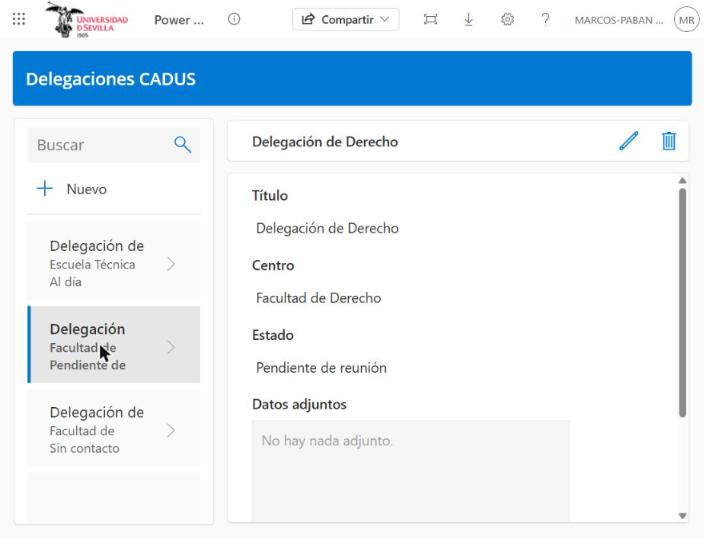 UNIVERSIDAD
D SEVILLA
1505
Power ...
Compartir
MARCOS-PABAN ...
MR
Delegaciones CADUS
Buscar
Nuevo
Delegación de
Escuela Técnica
Al día
Delegación
Facultad de
Pendiente de
Delegación de
Facultad de
Sin contacto
Delegación de Derecho
Título
Delegación de Derecho
Centro
Facultad de Derecho
Estado
Pendiente de reunión
Datos adjuntos
No hay nada adjunto.